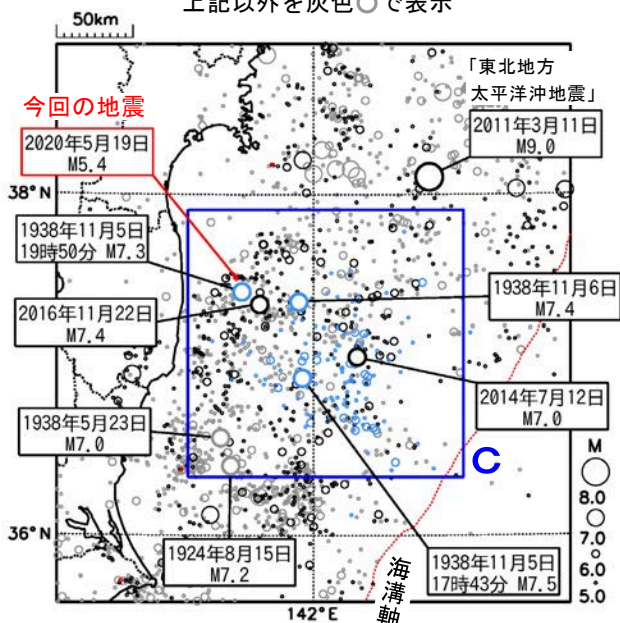 上記以外を灰色○で表示
50km
「東北地方
太平洋沖地震」
今回の地震
2011年3月11日
M9.0
2020年5月19日
M5.4
38°N
1938年11月5日
19時50分 M7.3
1938年11月6日
M7.4
2016年11月22日
M7.4
2014年7月12日
M7.0
1938年5月23日
M7.0
C
M
8.0
7.0
6.0
5.0
36°N
1924年8月15日
M7.2
1938年11月5日
17時43分 M7.5
海溝軸
142°E